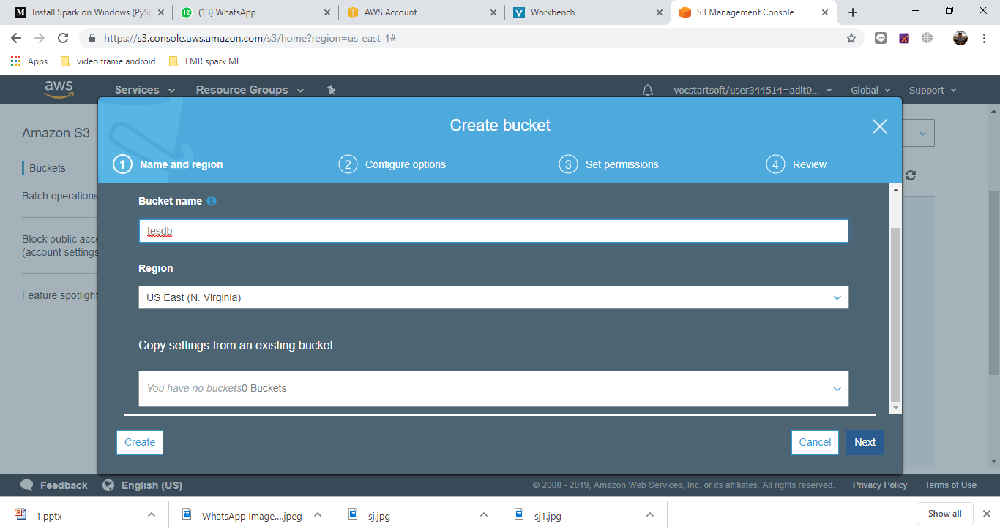 Install Spark on Windows (PySp
(13) WhatsApp
AWS Account
Workbench
S3 Management Console
https://s3.console.aws.amazon.com/s3/home?region=us-east-1#
Apps
video frame android
EMR spark ML
aws
Services
Resource Groups
vocstartsoft/user344514=adit0...
Global
Support
Create bucket
Amazon S3
1 Name and region
2 Configure options
3 Set permissions
4 Review
Buckets
Batch operations
Block public acce
(account settings
Feature spotlight
Bucket name
tesdb
Region
US East (N. Virginia)
Copy settings from an existing bucket
You have no buckets0 Buckets
Create
Cancel
Next
Feedback
English (US)
© 2008 - 2019, Amazon Web Services, Inc. or its affiliates. All rights reserved.
Privacy Policy
Terms of Use
1.pptx
WhatsApp Image....jpeg
sj.jpg
sj1.jpg
Show all